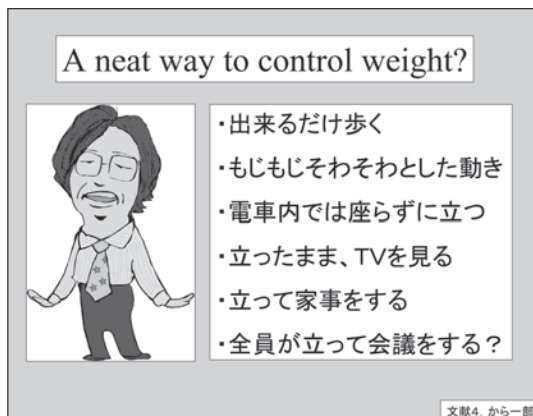 A neat way to control weight?
・出来るだけ歩く
・もじもじそわそわとした動き
・電車内では座らずに立つ
・立ったまま、TVを見る
・立って家事をする
・全員が立って会議をする？
文献4．から一部